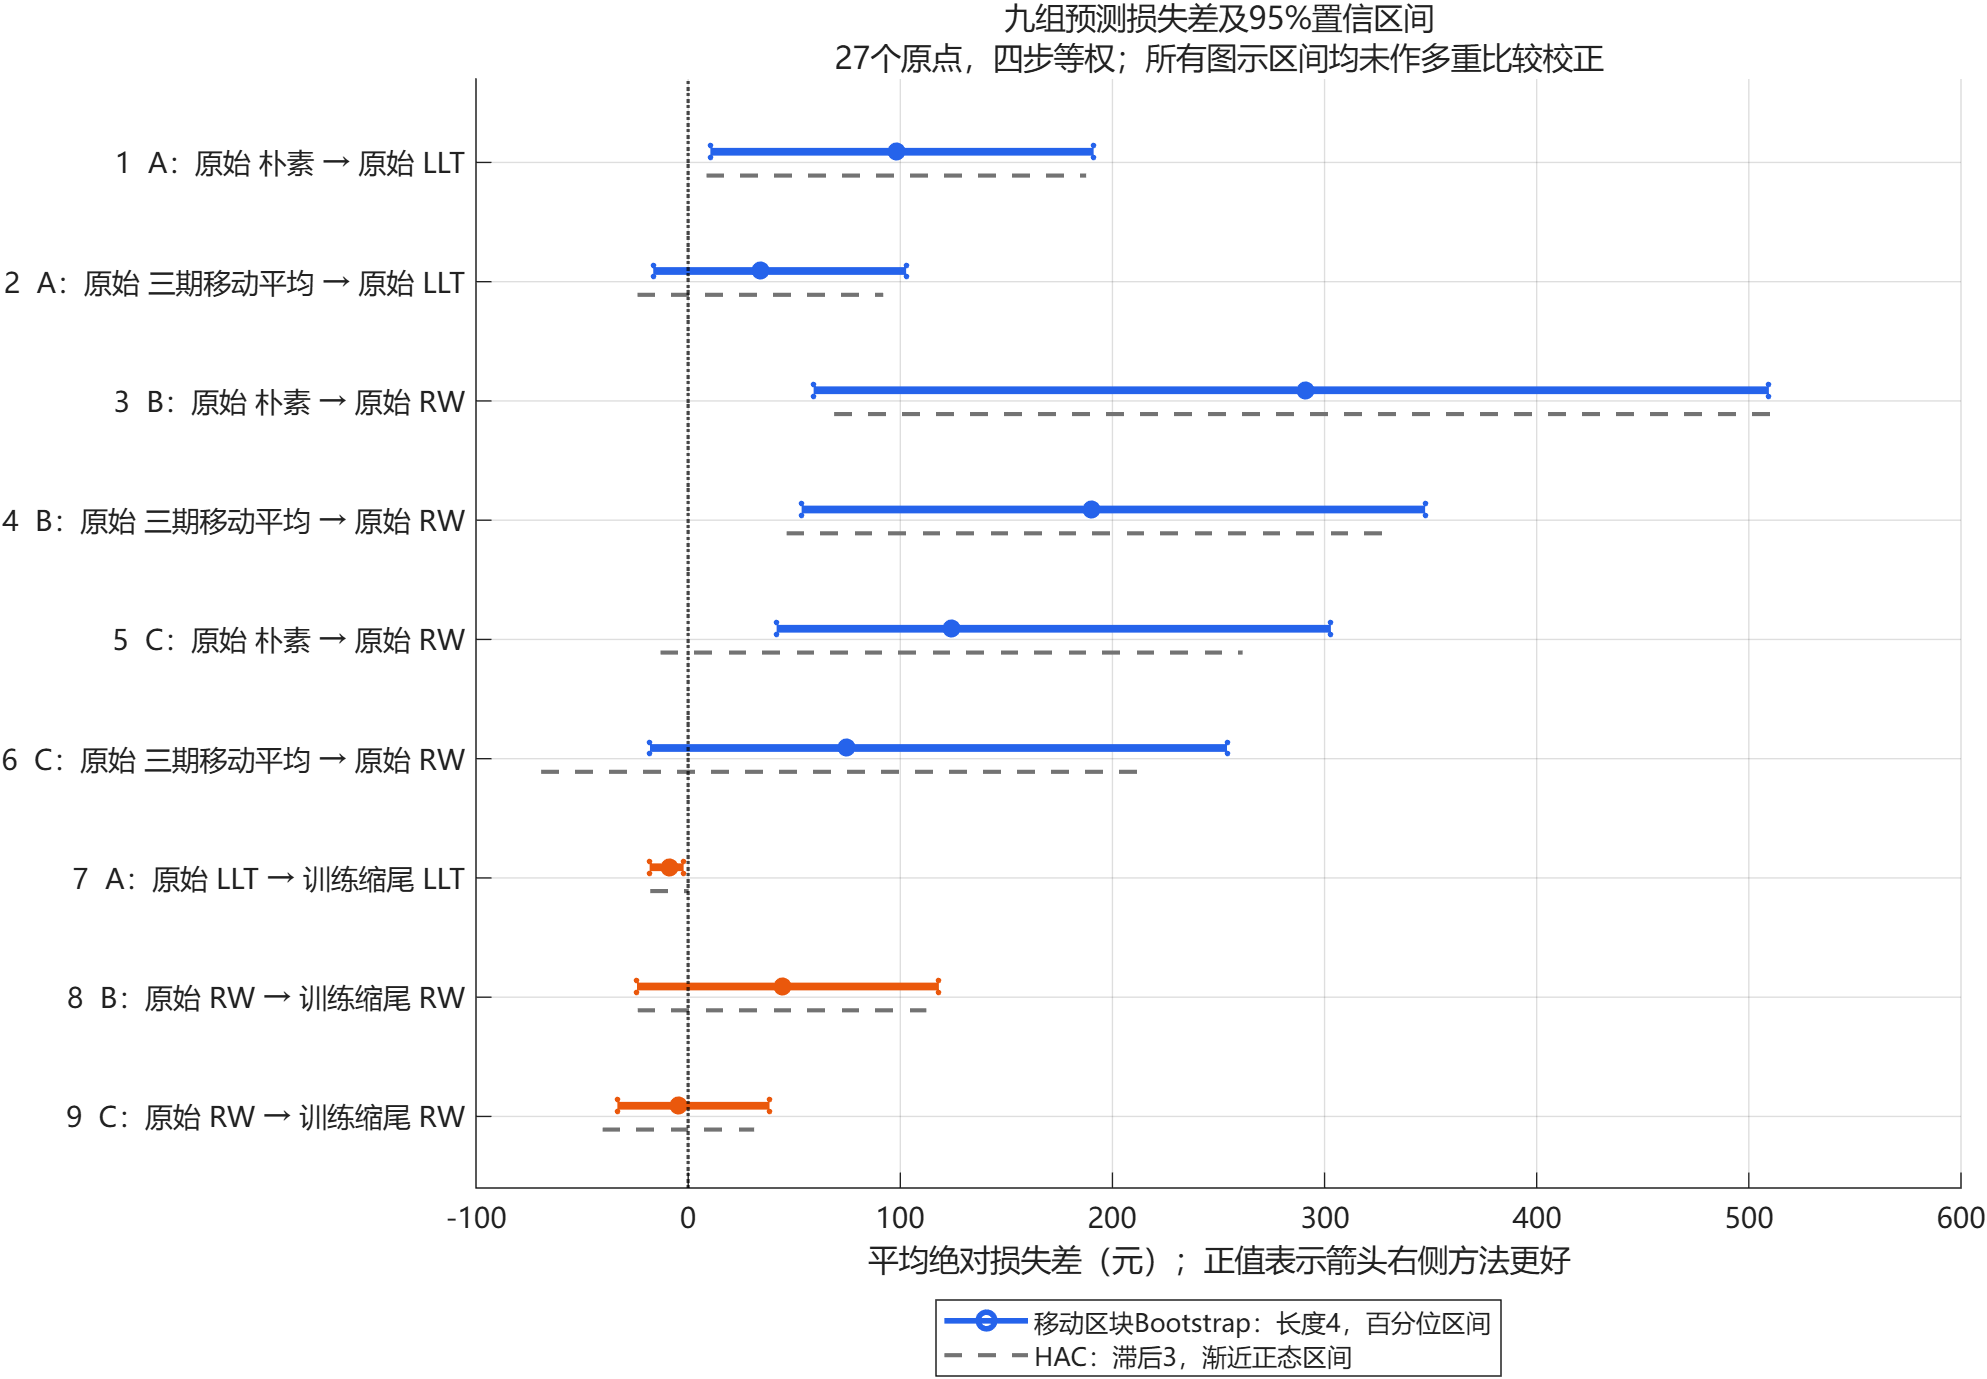 九组预测损失差及95%置信区间
27个原点，四步等权；所有图示区间均未作多重比较校正
1 A：原始 朴素 → 原始 LLT
2 A：原始 三期移动平均 → 原始 LLT
3 B：原始 朴素 → 原始 RW
4 B：原始 三期移动平均 → 原始 RW
5 C：原始 朴素 → 原始 RW
6 C：原始 三期移动平均 → 原始 RW
7 A：原始 LLT → 训练缩尾 LLT
8 B：原始 RW → 训练缩尾 RW
9 C：原始 RW → 训练缩尾 RW
-100 0 100 200 300 400 500 600
平均绝对损失差（元）；正值表示箭头右侧方法更好
移动区块Bootstrap：长度4，百分位区间
HAC：滞后3，渐近正态区间